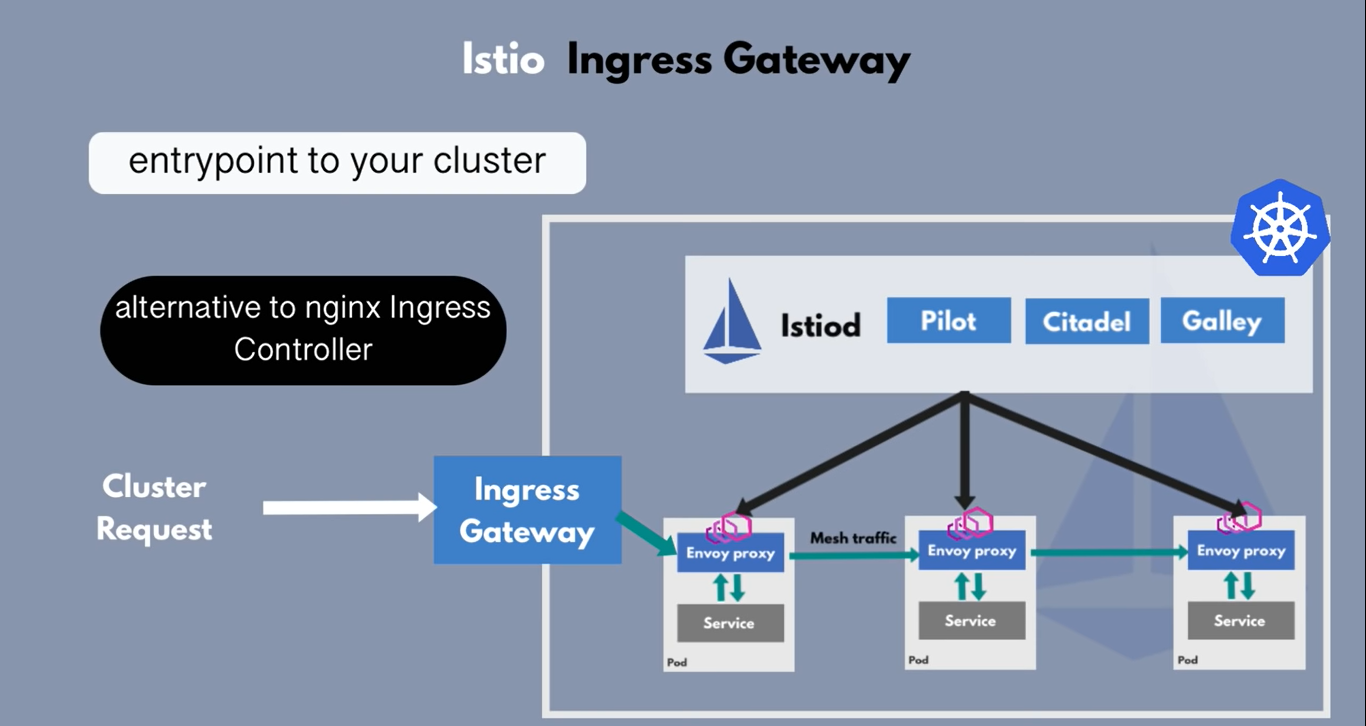 Istio Ingress Gateway
entrypoint to your cluster
alternative to nginx Ingress
Controller
Istiod
Pilot
Citadel
Galley
Cluster
Request
Ingress
Gateway
Envoy proxy
Mesh traffic
Envoy proxy
Envoy proxy
Service
Service
Service
Pod
Pod
Pod